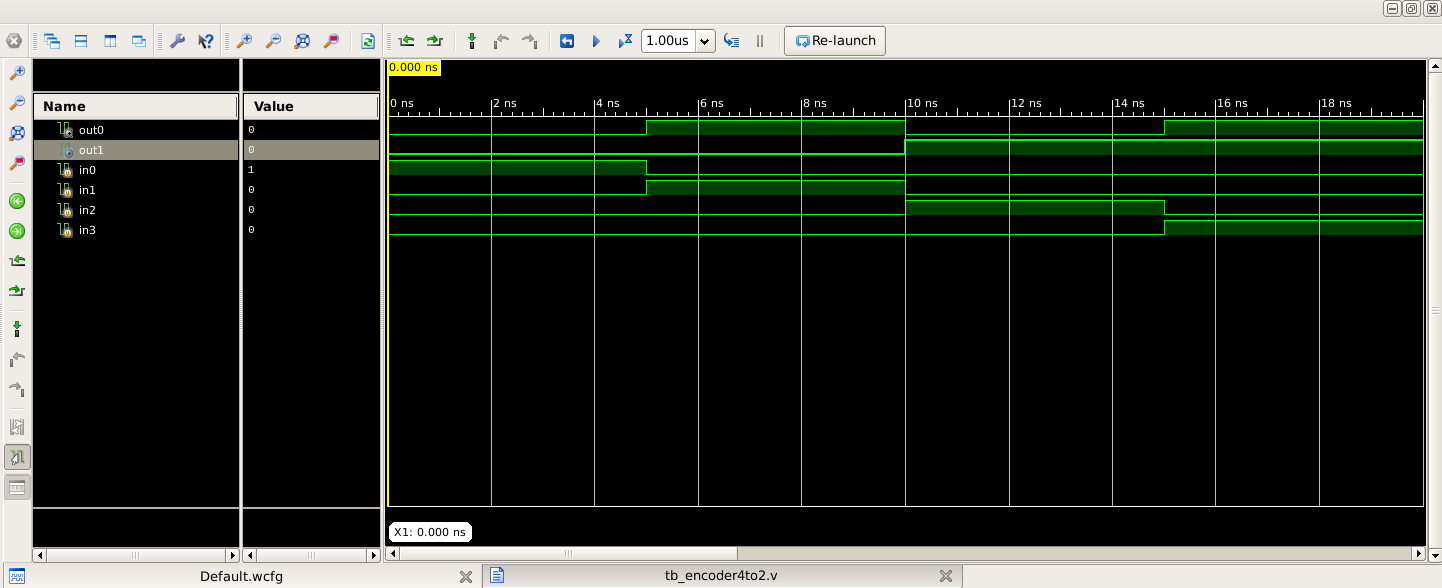 1.00us
Re-launch
0.000 ns
Name
Value
0 ns 2 ns 4 ns 6 ns 8 ns 10 ns 12 ns 14 ns 16 ns 18 ns
out0 0
out1 0
in0 1
in1 0
in2 0
in3 0
X1: 0.000 ns
Default.wcfg
tb_encoder4to2.v